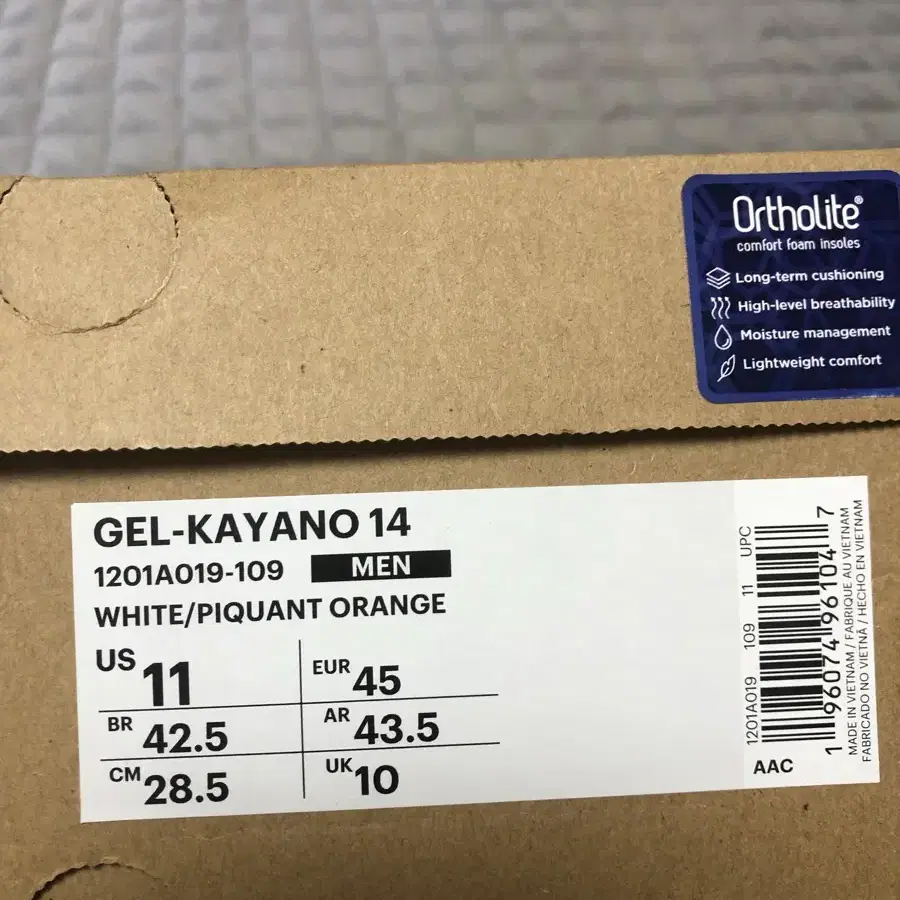 Ortholite®
comfort foam insoles
Long-term cushioning
High-level breathability
Moisture management
Lightweight comfort
GEL-KAYANO 14
1201A019-109 MEN
WHITE/PIQUANT ORANGE
US 11 EUR 45
BR 42.5 AR 43.5
CM 28.5 UK 10
1201A019 109 11 UPC
1 96074 96104 7
MADE IN VIETNAM / FABRIQUE AU VIETNAM
FABRICADO NO VIETNÃ / HECHO EN VIETNAM
AAC